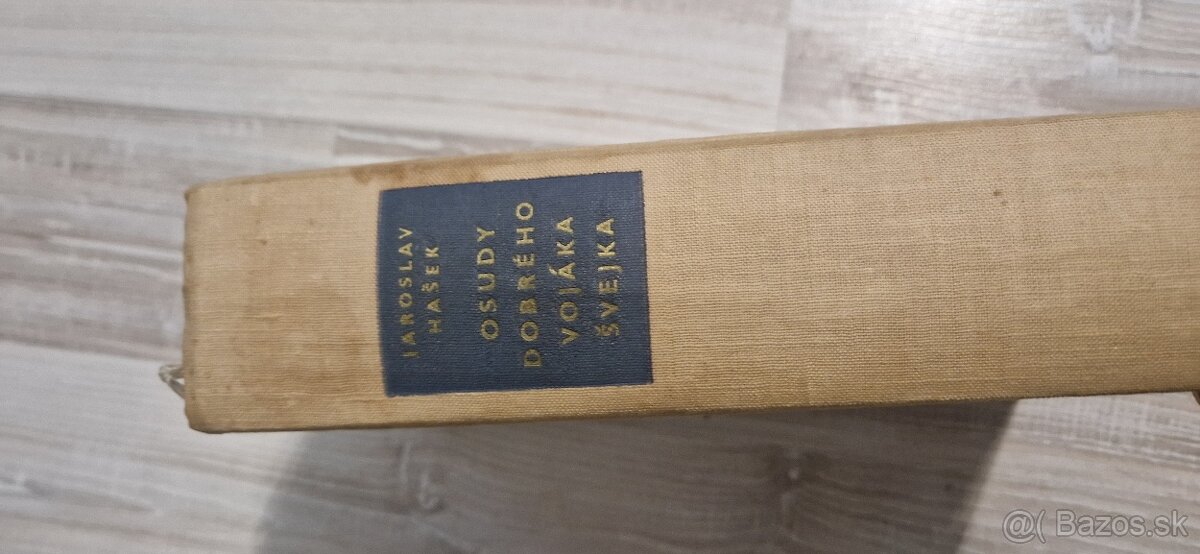 JAROSLAV
HAŠEK
OSUDY
DOBRÉHO
VOJÁKA
ŠVEJKA
@( Bazos.sk